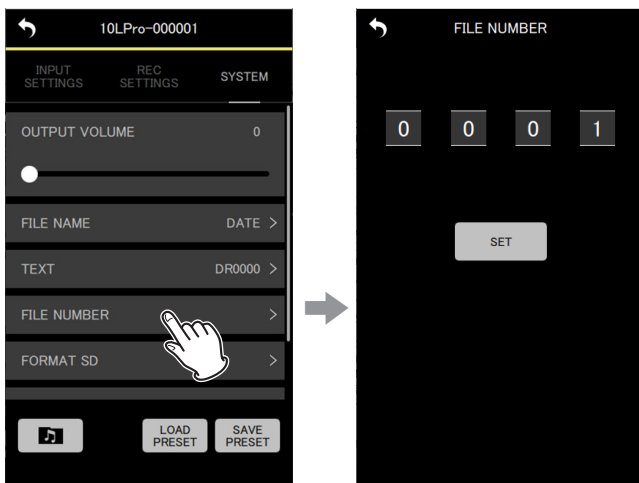 10LPro-000001
INPUT
SETTINGS
REC
SETTINGS
SYSTEM
OUTPUT VOLUME 0
FILE NAME DATE >
TEXT DR0000 >
FILE NUMBER >
FORMAT SD >
LOAD
PRESET
SAVE
PRESET
FILE NUMBER
0 0 0 1
SET